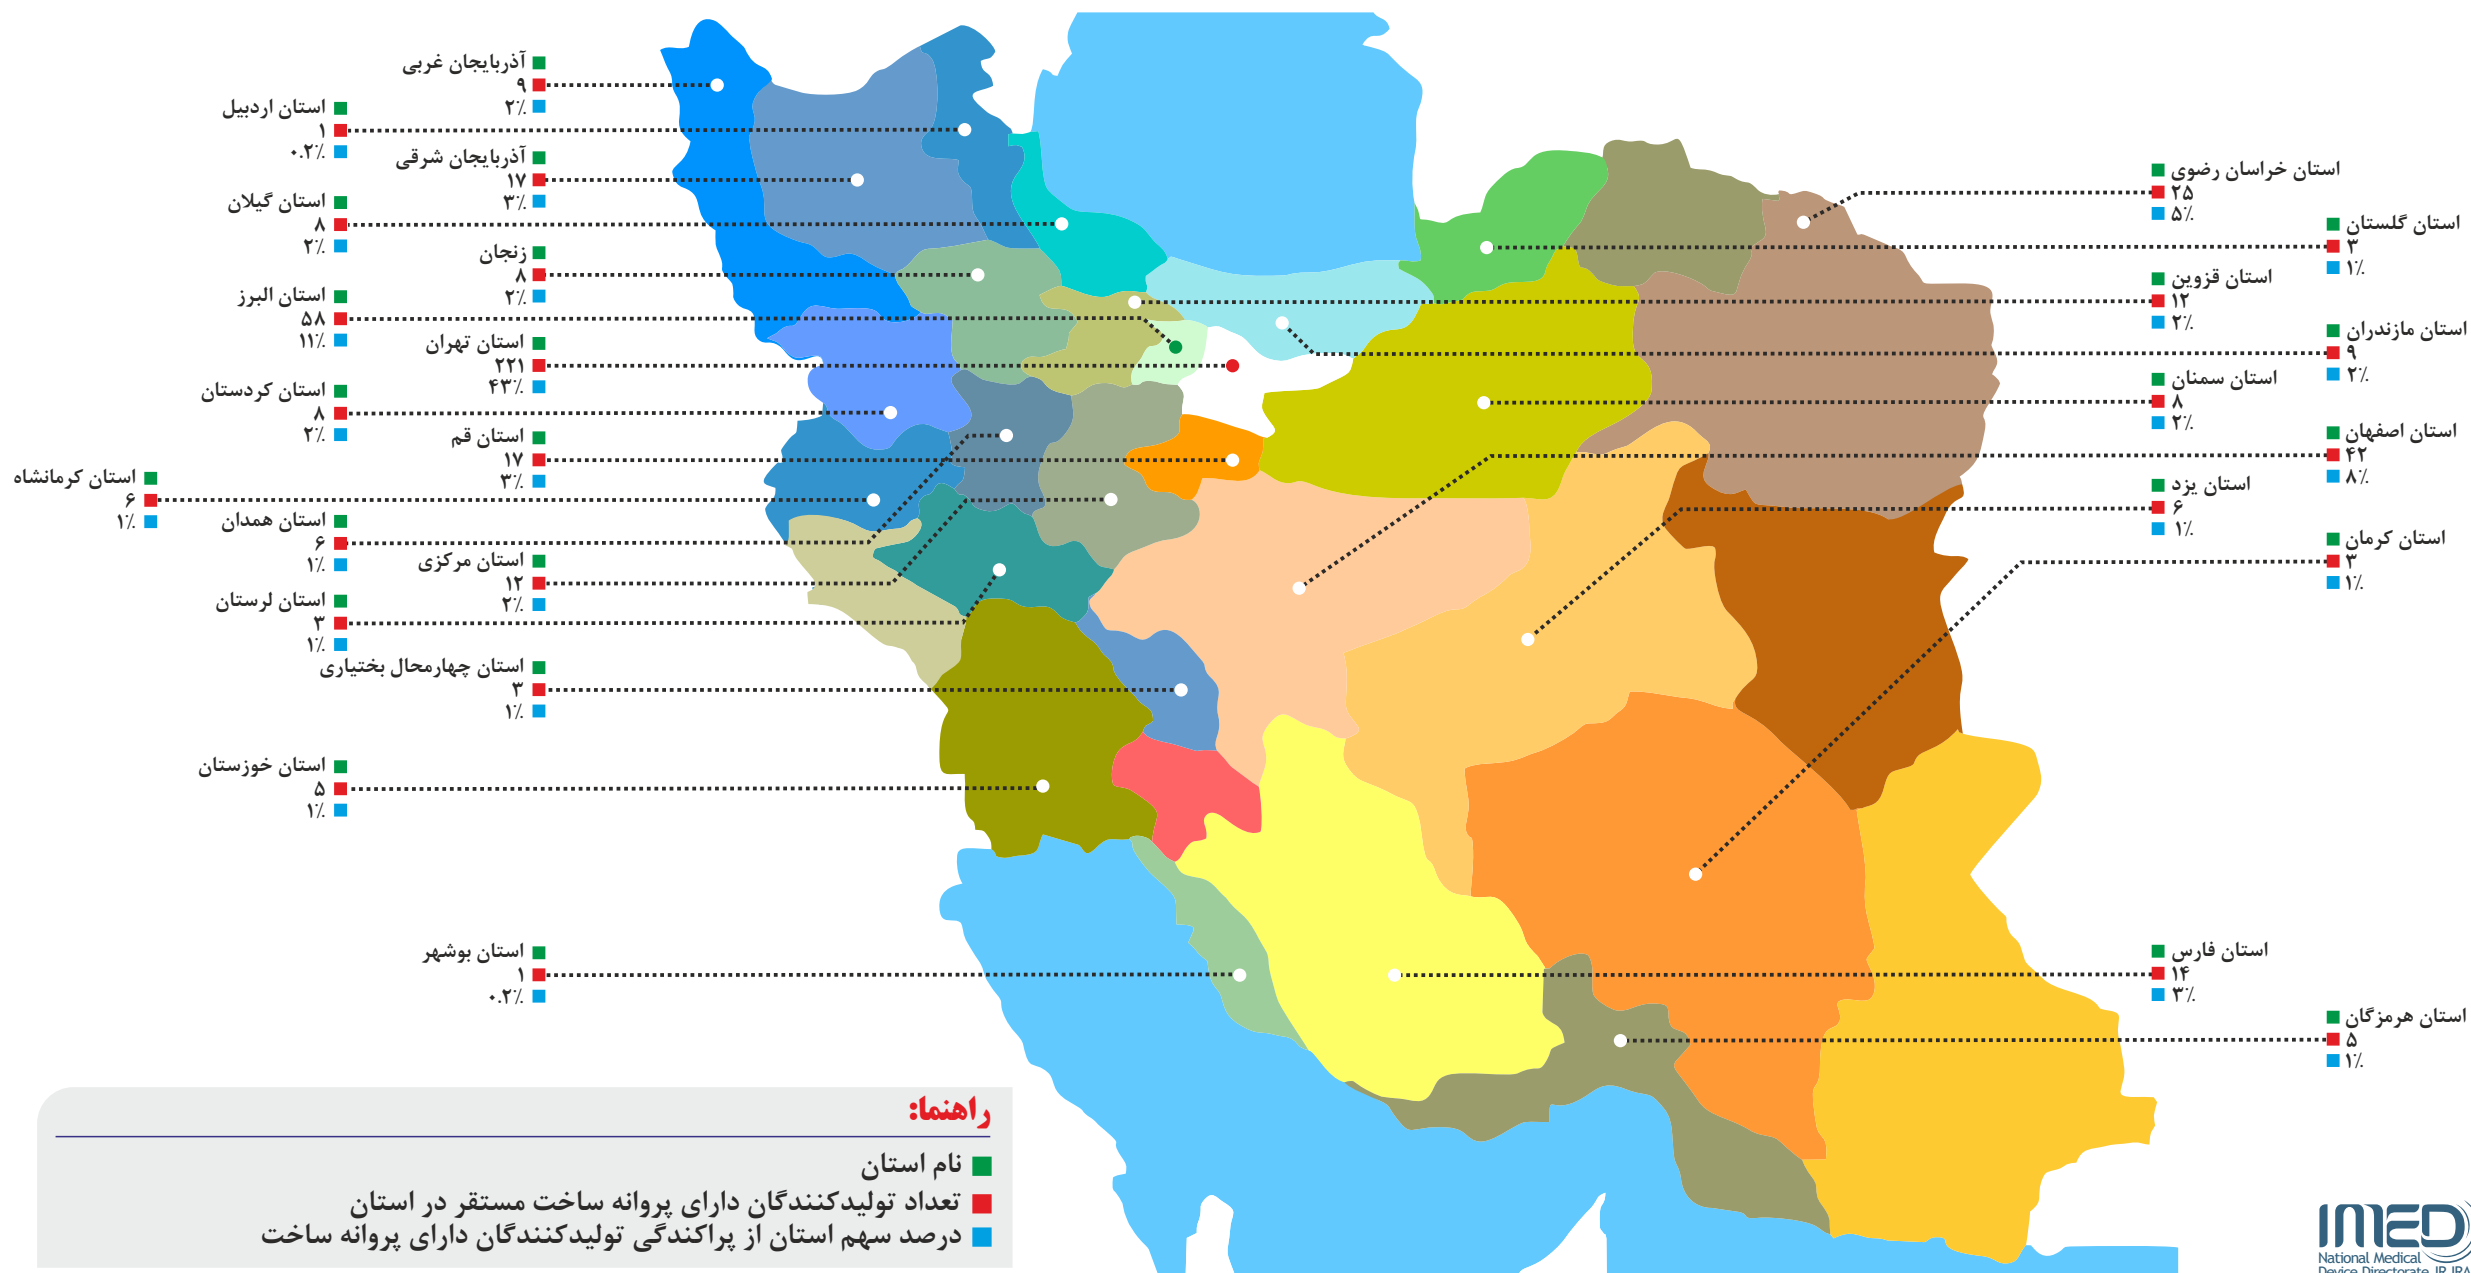 آذربایجان غربی
۹
۲٪
استان اردبیل
۱
۰.۲٪
آذربایجان شرقی
۱۷
۳٪
استان گیلان
۸
۲٪
زنجان
۸
۲٪
استان البرز
۵۸
۱۱٪
استان تهران
۲۲۱
۴۳٪
استان کردستان
۸
۲٪
استان قم
۱۷
۳٪
استان کرمانشاه
۶
۱٪
استان همدان
۶
۱٪
استان مرکزی
۱۲
۲٪
استان لرستان
۳
۱٪
استان چهارمحال بختیاری
۳
۱٪
استان خوزستان
۵
۱٪
استان بوشهر
۱
۰.۲٪
استان خراسان رضوی
۲۵
۵٪
استان گلستان
۳
۱٪
استان قزوین
۱۲
۲٪
استان مازندران
۹
۲٪
استان سمنان
۸
۲٪
استان اصفهان
۴۲
۸٪
استان یزد
۶
۱٪
استان کرمان
۳
۱٪
استان فارس
۱۴
۳٪
استان هرمزگان
۵
۱٪
راهنما:
نام استان
تعداد تولیدکنندگان دارای پروانه ساخت مستقر در استان
درصد سهم استان از پراکندگی تولیدکنندگان دارای پروانه ساخت
IMED
National Medical
Device Directorate, IR IRA